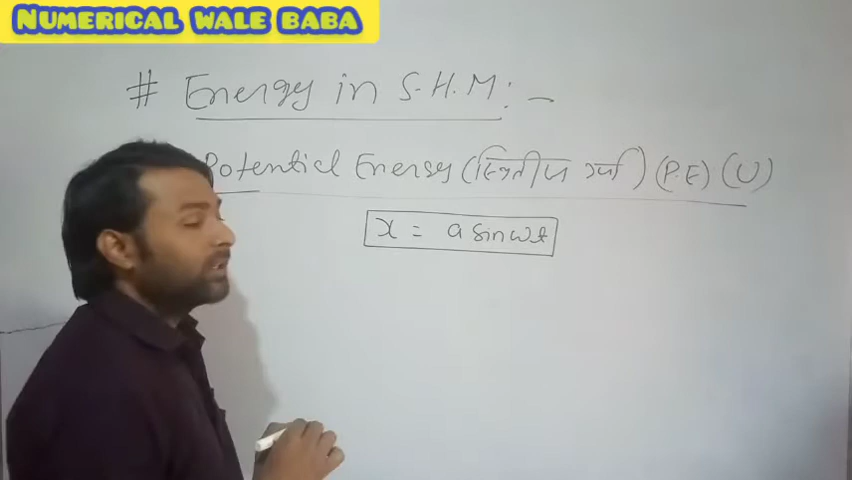 NUMERICAL WALE BABA
# Energy in S.H.M:-
Potential Energy (स्थितिज ऊर्जा) (P.E) (U)
x = a sinωt